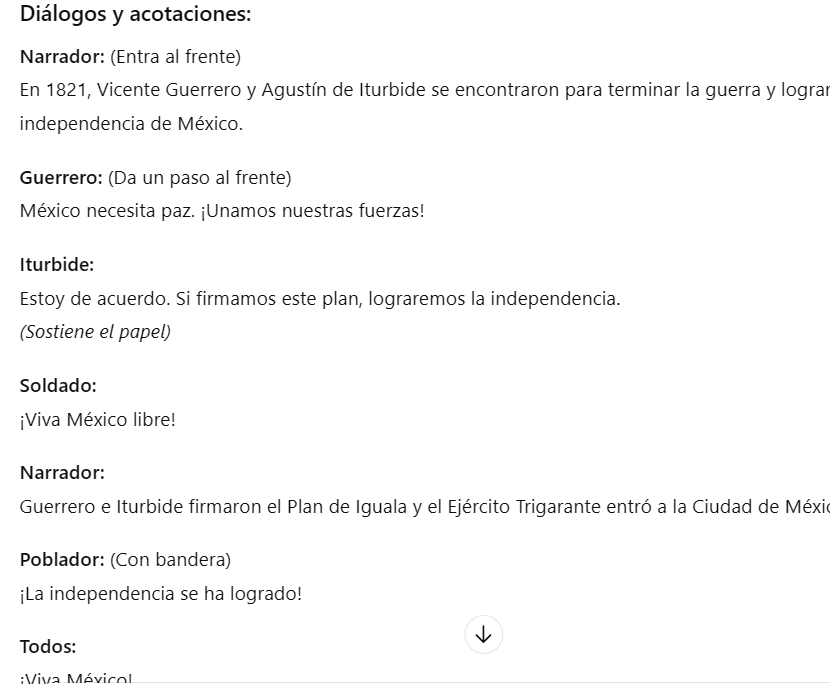 Diálogos y acotaciones:
Narrador: (Entra al frente)
En 1821, Vicente Guerrero y Agustín de Iturbide se encontraron para terminar la guerra y lograr
independencia de México.
Guerrero: (Da un paso al frente)
México necesita paz. ¡Unamos nuestras fuerzas!
Iturbide:
Estoy de acuerdo. Si firmamos este plan, lograremos la independencia.
(Sostiene el papel)
Soldado:
¡Viva México libre!
Narrador:
Guerrero e Iturbide firmaron el Plan de Iguala y el Ejército Trigarante entró a la Ciudad de
Poblador: (Con bandera)
¡La independencia se ha logrado!
Todos:
¡Viva México!